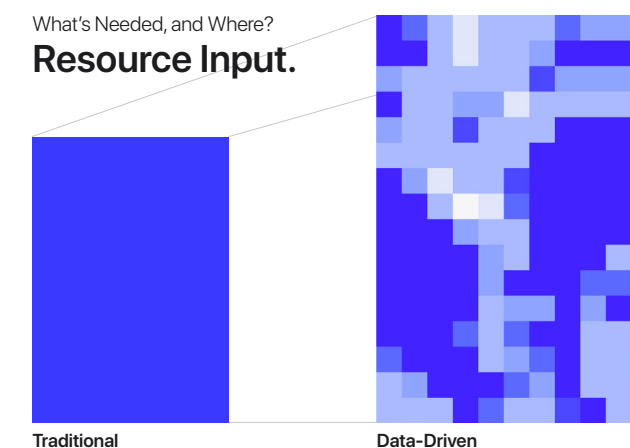 What's Needed, and Where?
Resource Input.
Traditional
Data-Driven